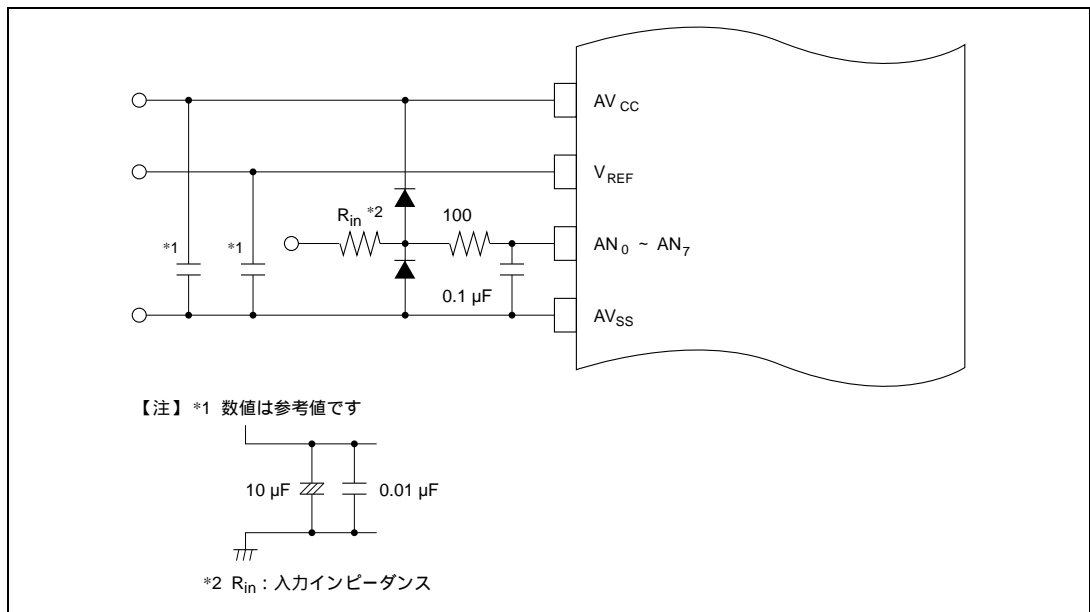 AVCC
VREF
Rin *2
100
*1
*1
AN0 ~ AN7
0.1 µF
AVSS
【注】 *1 数値は参考値です
10 µF
0.01 µF
*2 Rin : 入力インピーダンス